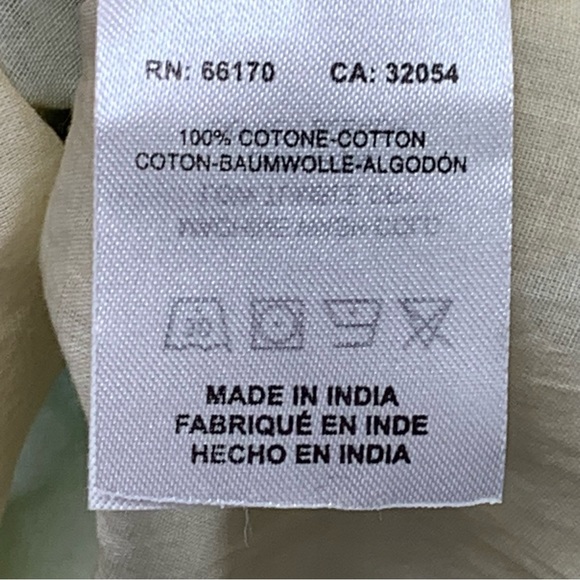 RN: 66170 CA: 32054
100% COTONE-COTTON
COTON-BAUMWOLLE-ALGODÓN
MADE IN INDIA
FABRIQUÉ EN INDE
HECHO EN INDIA